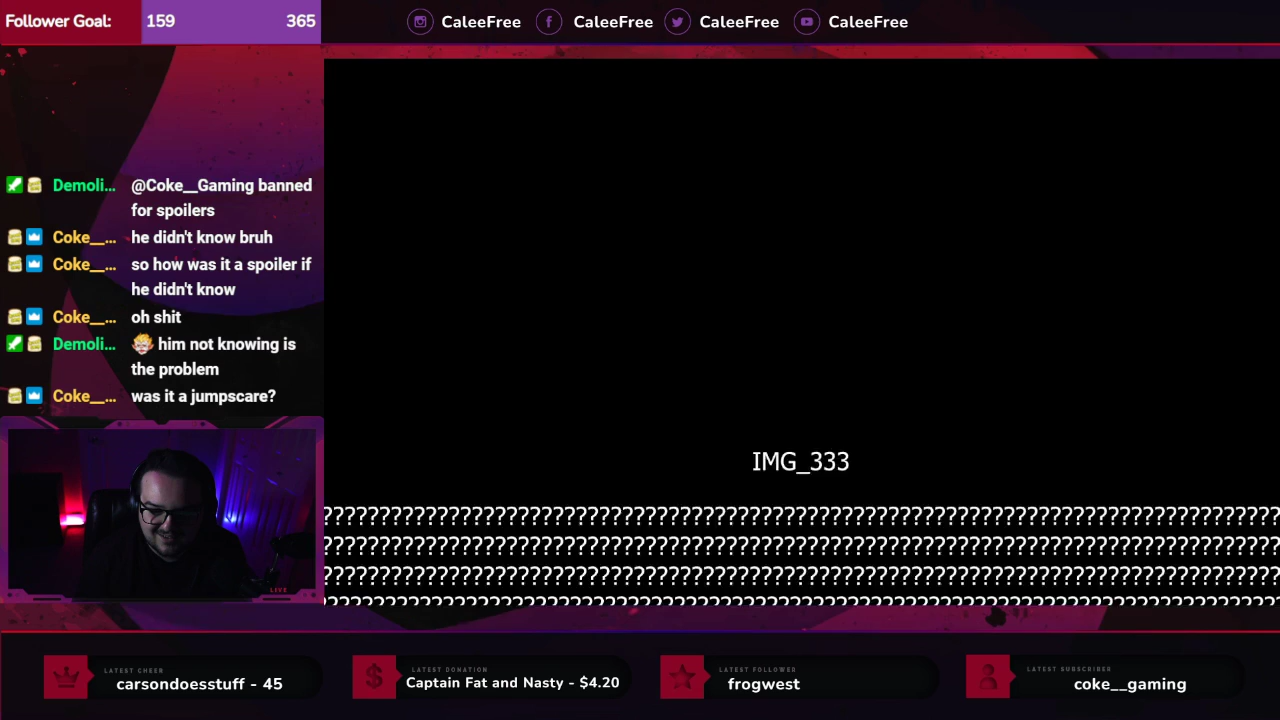 Follower Goal:
159
365
CaleeFree
CaleeFree
CaleeFree
CaleeFree
Demoli... @Coke__Gaming banned
for spoilers
Coke__... he didn't know bruh
Coke__... so how was it a spoiler if
he didn't know
Coke__... oh shit
Demoli... him not knowing is
the problem
Coke__... was it a jumpscare?
IMG_333
LIVE
LATEST CHEER
carsondoesstuff - 45
LATEST DONATION
Captain Fat and Nasty - $4.20
LATEST FOLLOWER
frogwest
LATEST SUBSCRIBER
coke__gaming